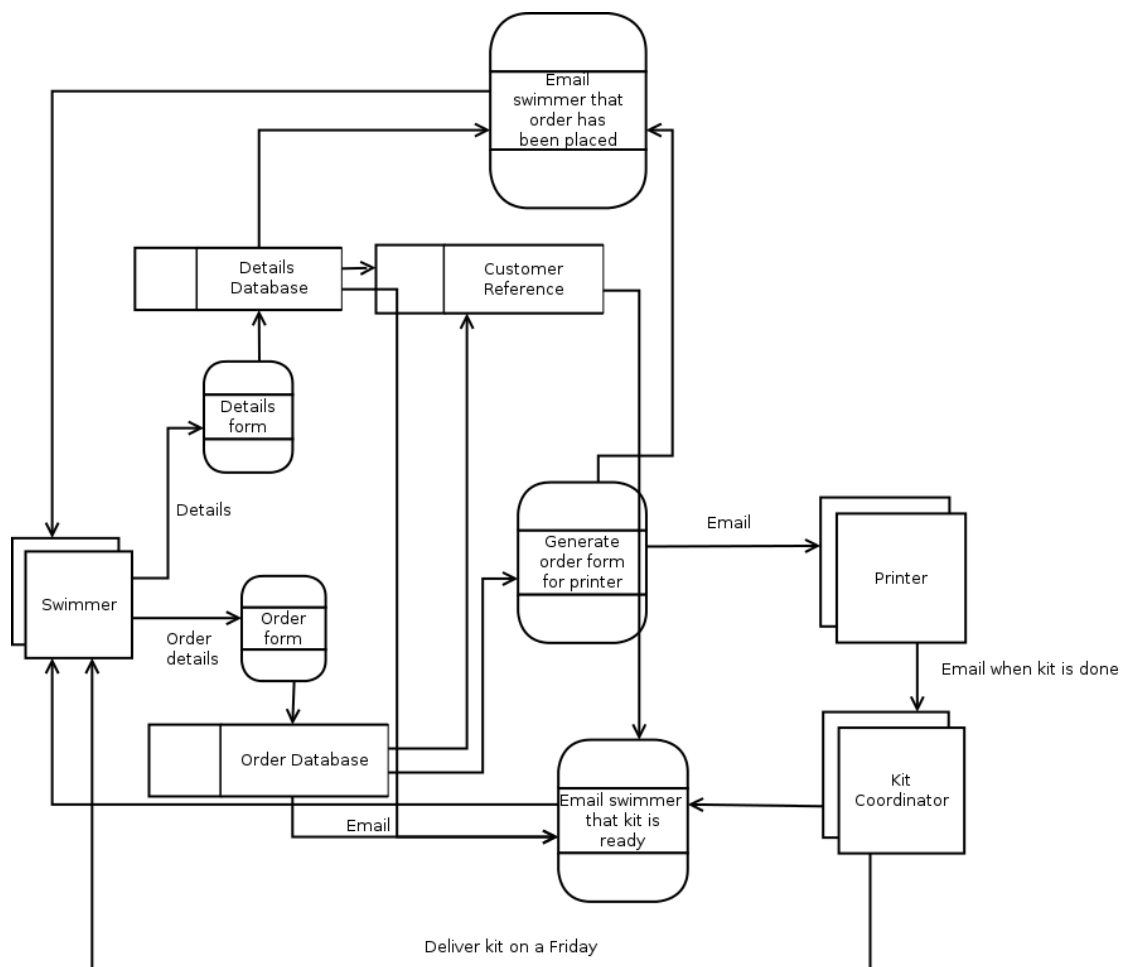 Email
swimmer that
order has
been placed
Details
Database
Customer
Reference
Details
form
Details
Swimmer
Order
form
Order
details
Generate
order form
for printer
Email
Printer
Email when kit is done
Order Database
Email
Email swimmer
that kit is
ready
Kit
Coordinator
Deliver kit on a Friday